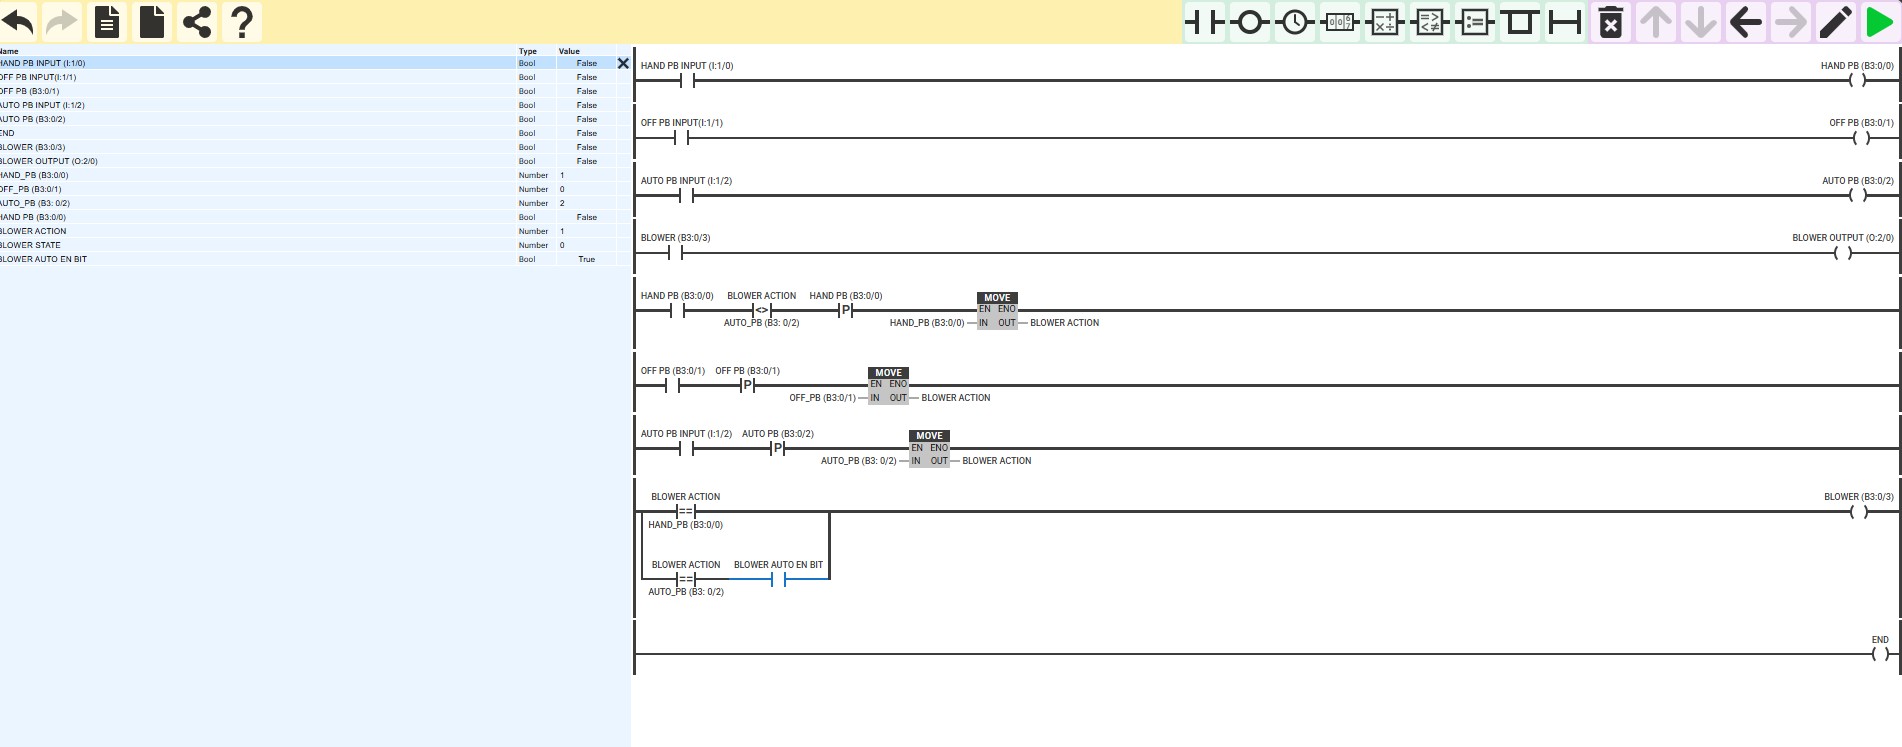 Name Type Value
HAND PB INPUT (I:1/0) Bool False
OFF PB INPUT(I:1/1) Bool False
OFF PB (B3:0/1) Bool False
AUTO PB INPUT (I:1/2) Bool False
AUTO PB (B3:0/2) Bool False
END Bool False
BLOWER (B3:0/3) Bool False
BLOWER OUTPUT (O:2/0) Bool False
HAND_PB (B3:0/0) Number 1
OFF_PB (B3:0/1) Number 0
AUTO_PB (B3: 0/2) Number 2
HAND PB (B3:0/0) Bool False
BLOWER ACTION Number 1
BLOWER STATE Number 0
BLOWER AUTO EN BIT Bool True
HAND PB INPUT (I:1/0) HAND PB (B3:0/0)
OFF PB INPUT(I:1/1) OFF PB (B3:0/1)
AUTO PB INPUT (I:1/2) AUTO PB (B3:0/2)
BLOWER (B3:0/3) BLOWER OUTPUT (O:2/0)
HAND PB (B3:0/0) BLOWER ACTION HAND PB (B3:0/0) MOVE
<> P EN ENO
AUTO_PB (B3: 0/2) HAND_PB (B3:0/0) IN OUT BLOWER ACTION
OFF PB (B3:0/1) OFF PB (B3:0/1) MOVE
P EN ENO
OFF_PB (B3:0/1) IN OUT BLOWER ACTION
AUTO PB INPUT (I:1/2) AUTO PB (B3:0/2) MOVE
P EN ENO
AUTO_PB (B3: 0/2) IN OUT BLOWER ACTION
BLOWER ACTION BLOWER (B3:0/3)
==
HAND_PB (B3:0/0)
BLOWER ACTION BLOWER AUTO EN BIT
==
AUTO_PB (B3: 0/2)
END